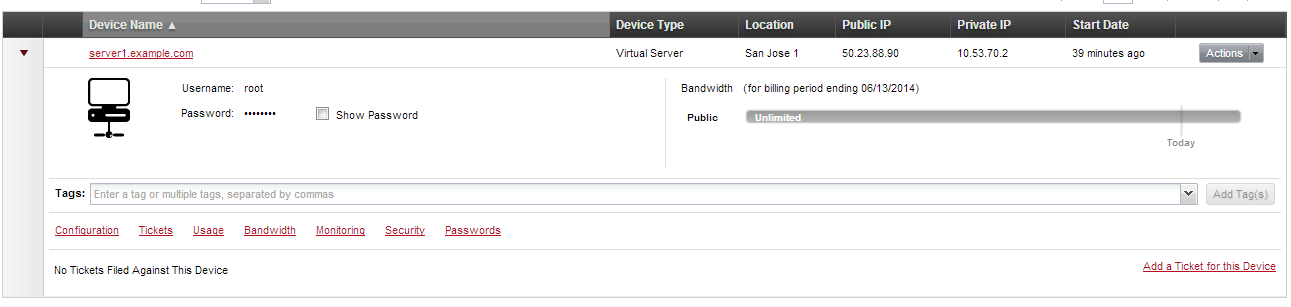 Device Name ▲ Device Type Location Public IP Private IP Start Date
server1.example.com Virtual Server San Jose 1 50.23.88.90 10.53.70.2 39 minutes ago Actions
Username: root
Password: •••••••• Show Password
Bandwidth (for billing period ending 06/13/2014)
Public Unlimited
Today
Tags: Enter a tag or multiple tags, separated by commas Add Tag(s)
Configuration Tickets Usage Bandwidth Monitoring Security Passwords
No Tickets Filed Against This Device Add a Ticket for this Device